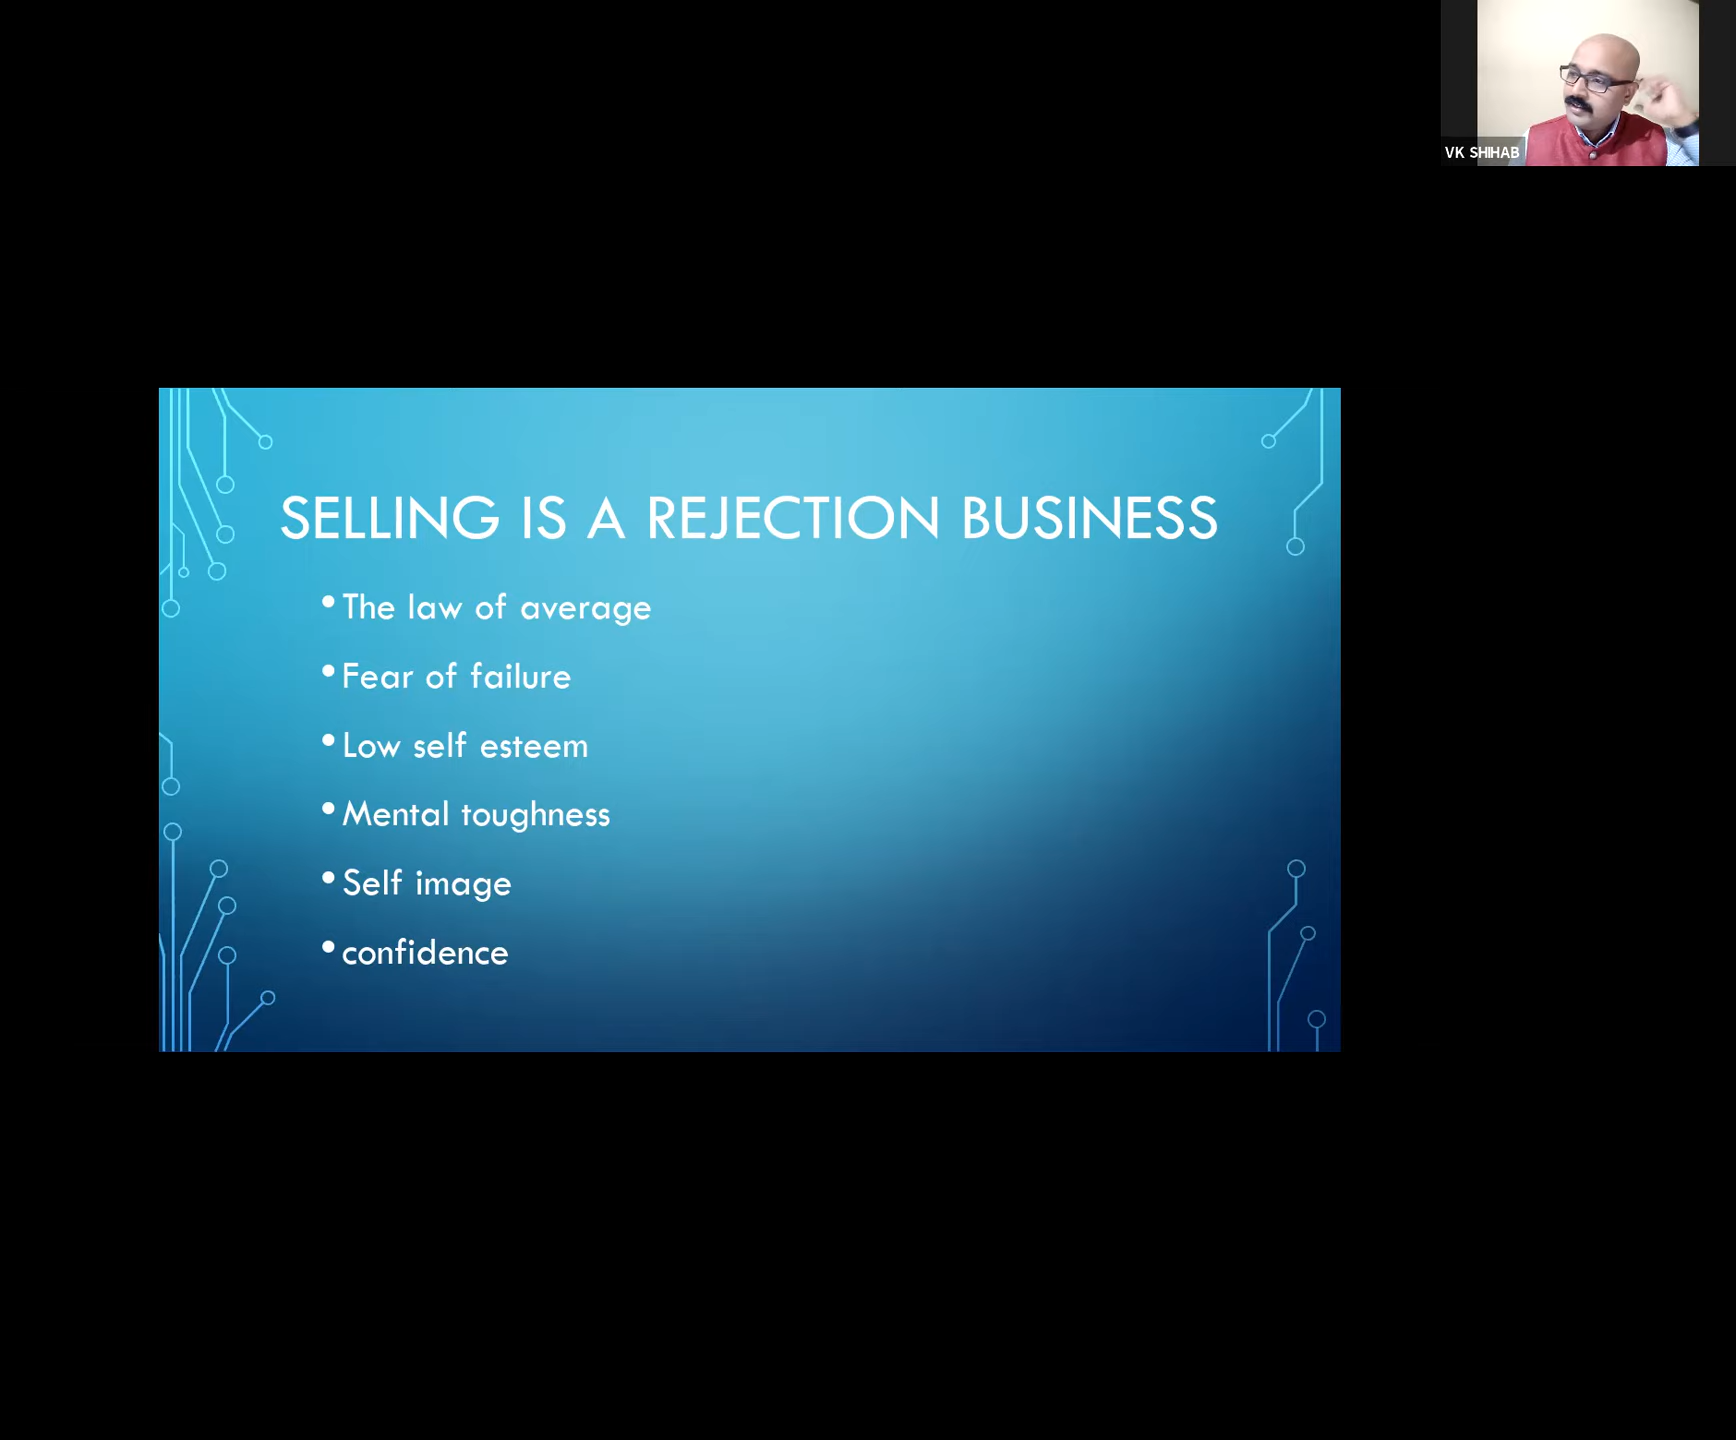 VK SHIHAB
SELLING IS A REJECTION BUSINESS
•The law of average
•Fear of failure
•Low self esteem
•Mental toughness
•Self image
•confidence